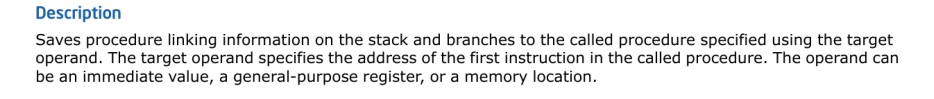 Description
Saves procedure linking information on the stack and branches to the called procedure specified using the target
operand. The target operand specifies the address of the first instruction in the called procedure. The operand can
be an immediate value, a general-purpose register, or a memory location.